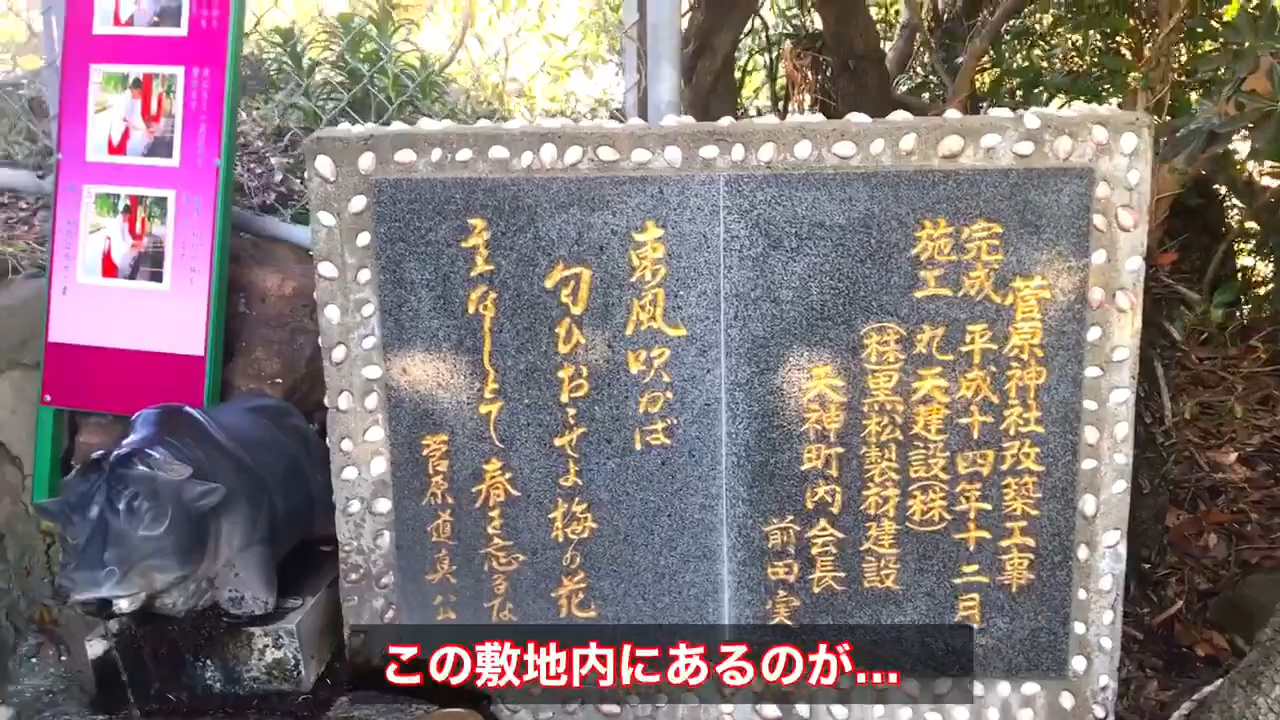 菅原神社改築工事
完成 平成十四年十二月
施工 丸天建設(株)
(株)黒松製材建設
天神町内会長
前田実
東風吹かば
匂ひおこせよ梅の花
主なしとて 春を忘るな
菅原道真公
この敷地内にあるのが…